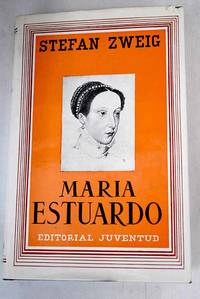 STEFAN ZWEIG
MARIA
ESTUARDO
EDITORIAL JUVENTUD